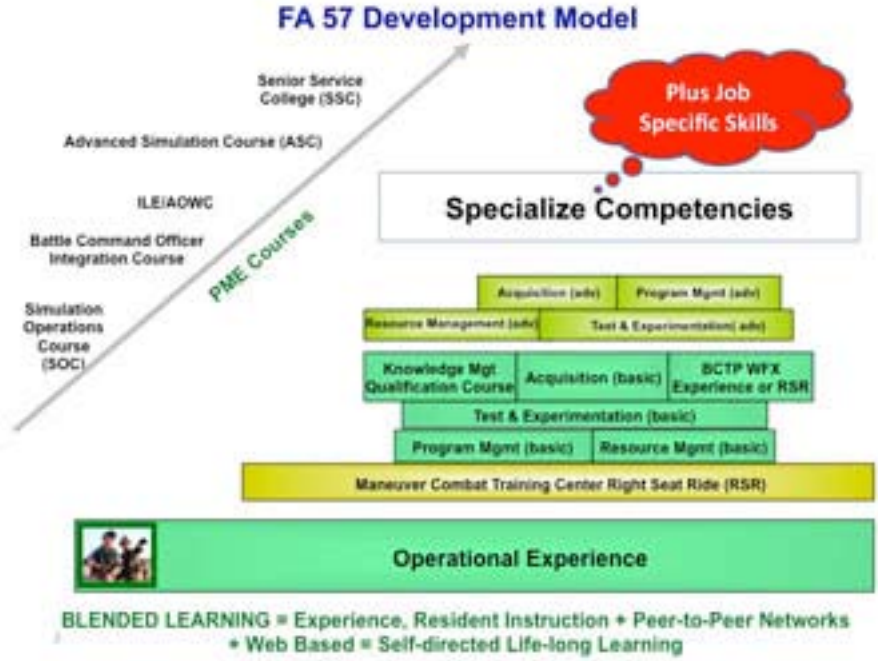 FA 57 Development Model
Senior Service
College (SSC)
Plus Job
Specific Skills
Advanced Simulation Course (ASC)
ILE/AOWC
Specialize Competencies
Battle Command Officer
Integration Course
PME Courses
Simulation
Operations
Course
(SOC)
Acquisition (adv)
Program Mgmt (adv)
Resource Management (adv)
Test & Experimentation( adv)
Knowledge Mgt
Qualification Course
Acquisition (basic)
BCTP WFX
Experience or RSR
Test & Experimentation (basic)
Program Mgmt (basic)
Resource Mgmt (basic)
Maneuver Combat Training Center Right Seat Ride (RSR)
Operational Experience
BLENDED LEARNING = Experience, Resident Instruction + Peer-to-Peer Networks
+ Web Based = Self-directed Life-long Learning